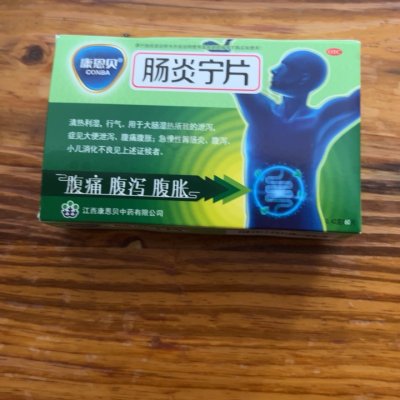 康恩贝®
CONBA
肠炎宁片
OTC
清热利湿，行气。用于大肠湿热所致的泄泻，
症见大便泄泻、腹痛腹胀；急慢性胃肠炎、腹泻、
小儿消化不良见上述证候者。
腹痛 腹泻 腹胀
江西康恩贝中药有限公司